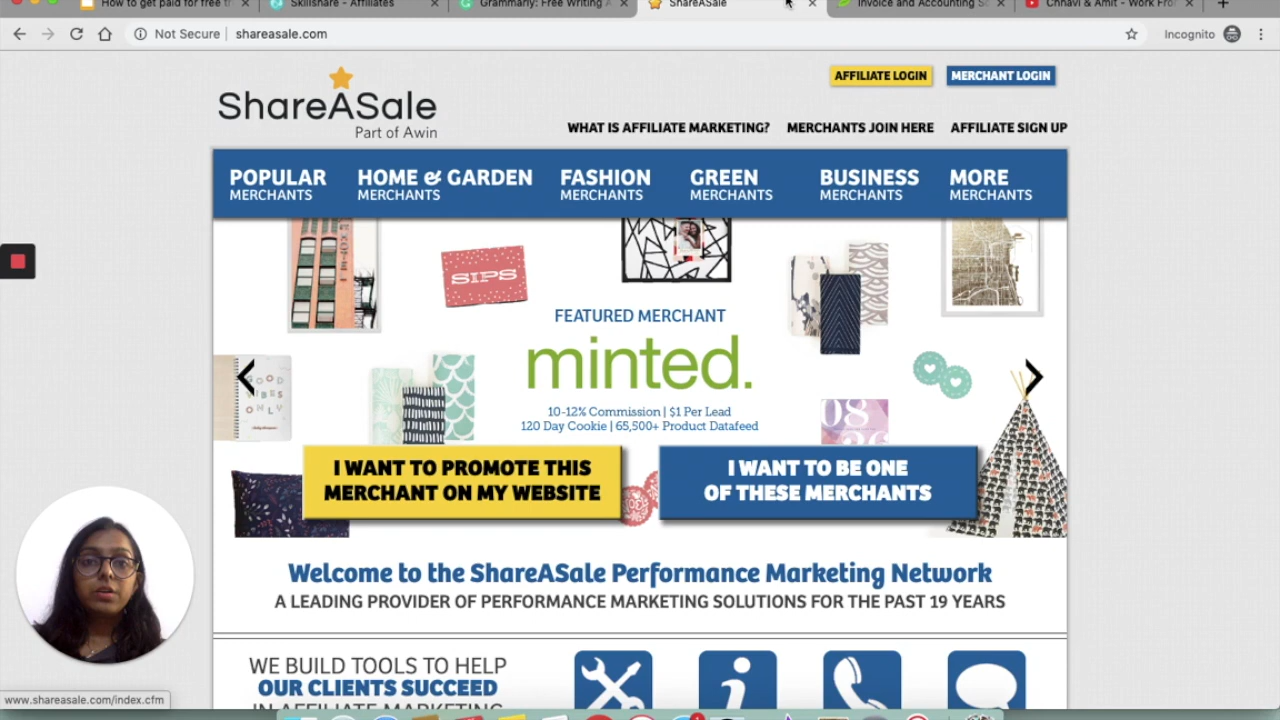 How to get paid for free t
Skillshare - Affiliates
Grammarly: Free Writing A
ShareASale
Invoice and Accounting S
Chhavi & Amit - Work Fro
Not Secure
shareasale.com
Incognito
AFFILIATE LOGIN
MERCHANT LOGIN
ShareASale
Part of Awin
WHAT IS AFFILIATE MARKETING?
MERCHANTS JOIN HERE
AFFILIATE SIGN UP
POPULAR
MERCHANTS
HOME & GARDEN
MERCHANTS
FASHION
MERCHANTS
GREEN
MERCHANTS
BUSINESS
MERCHANTS
MORE
MERCHANTS
SIPS
FEATURED MERCHANT
minted.
10-12% Commission | $1 Per Lead
120 Day Cookie | 65,500+ Product Datafeed
GOOD
VIBES
ONLY
I WANT TO PROMOTE THIS
MERCHANT ON MY WEBSITE
I WANT TO BE ONE
OF THESE MERCHANTS
Welcome to the ShareASale Performance Marketing Network
A LEADING PROVIDER OF PERFORMANCE MARKETING SOLUTIONS FOR THE PAST 19 YEARS
WE BUILD TOOLS TO HELP
OUR CLIENTS SUCCEED
IN AFFILIATE MARKETING
www.shareasale.com/index.cfm